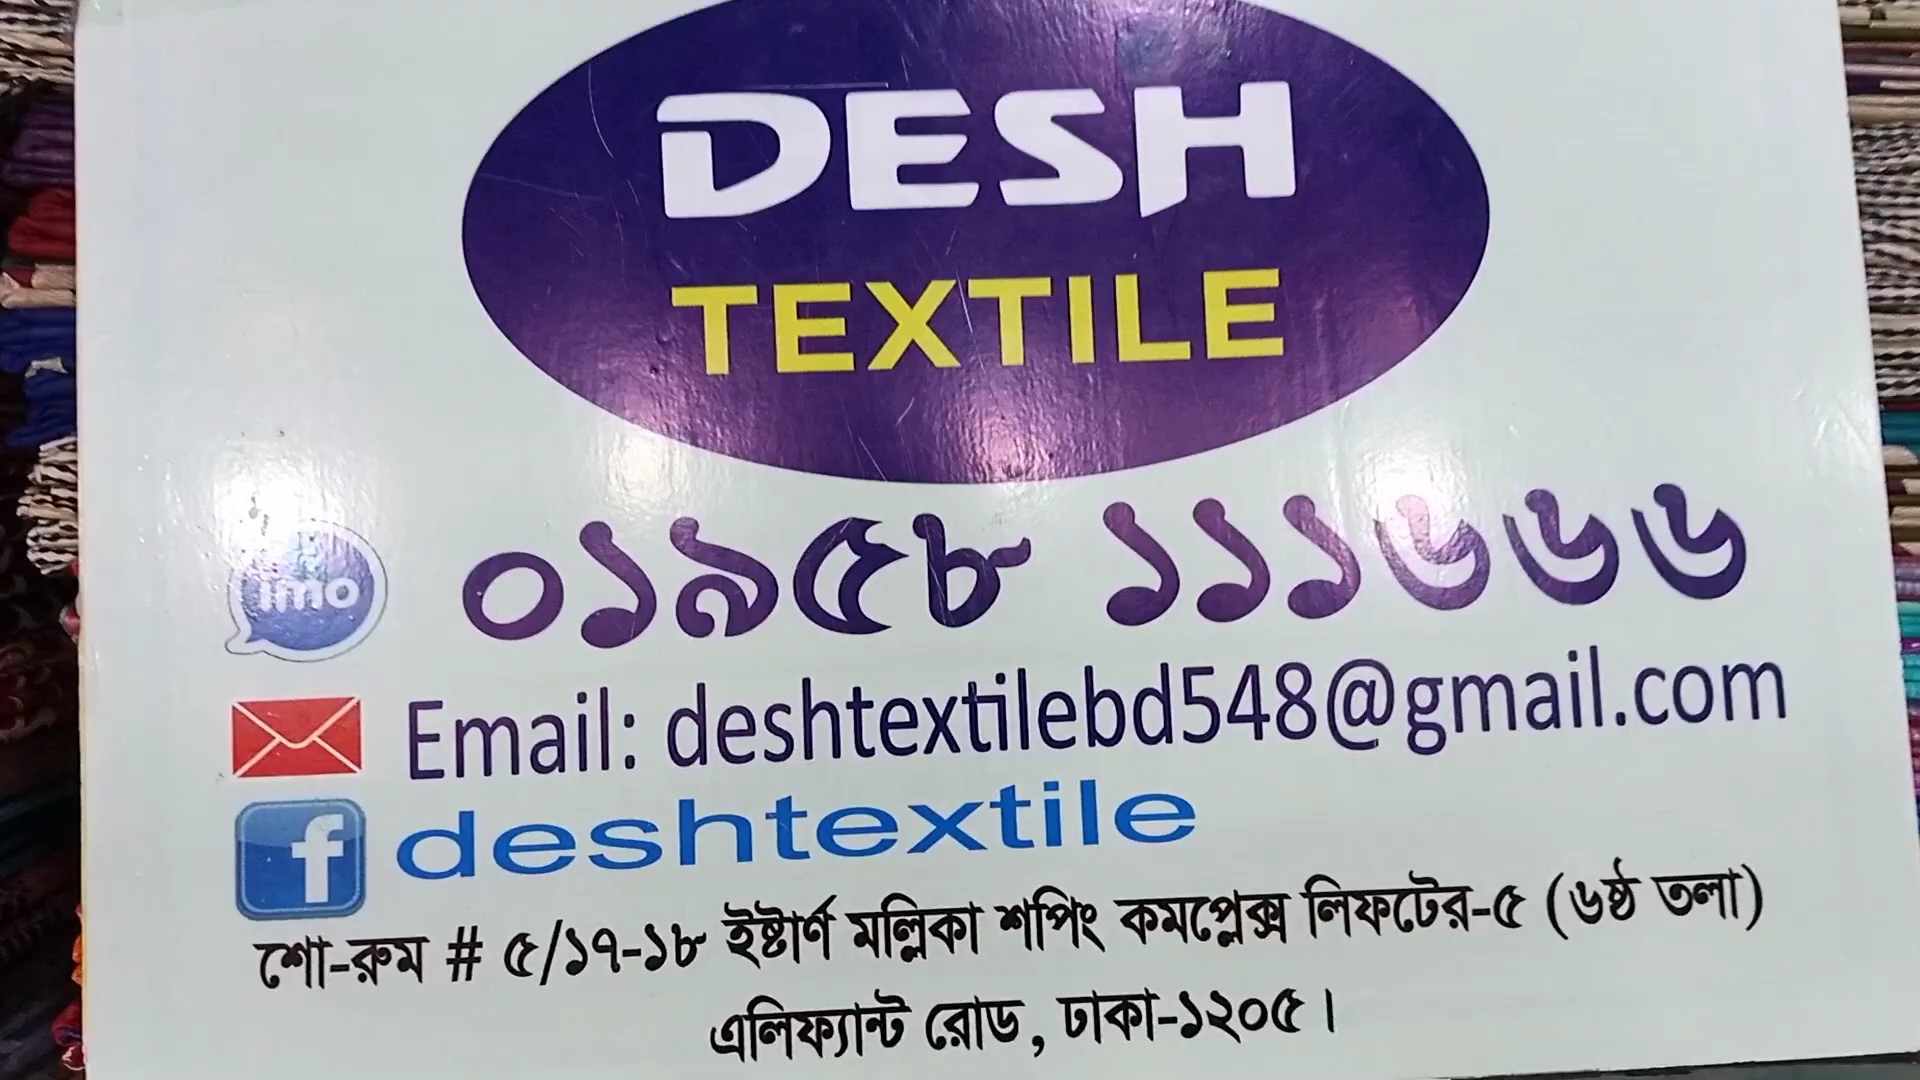 DESH
TEXTILE
imo ০১৯৫৮ ১১১৬৬৬
Email: deshtextilebd548@gmail.com
f deshtextile
শো-রুম # ৫/১৭-১৮ ইষ্টার্ণ মল্লিকা শপিং কমপ্লেক্স লিফটের-৫ (৬ষ্ঠ তলা)
এলিফ্যান্ট রোড, ঢাকা-১২০৫।